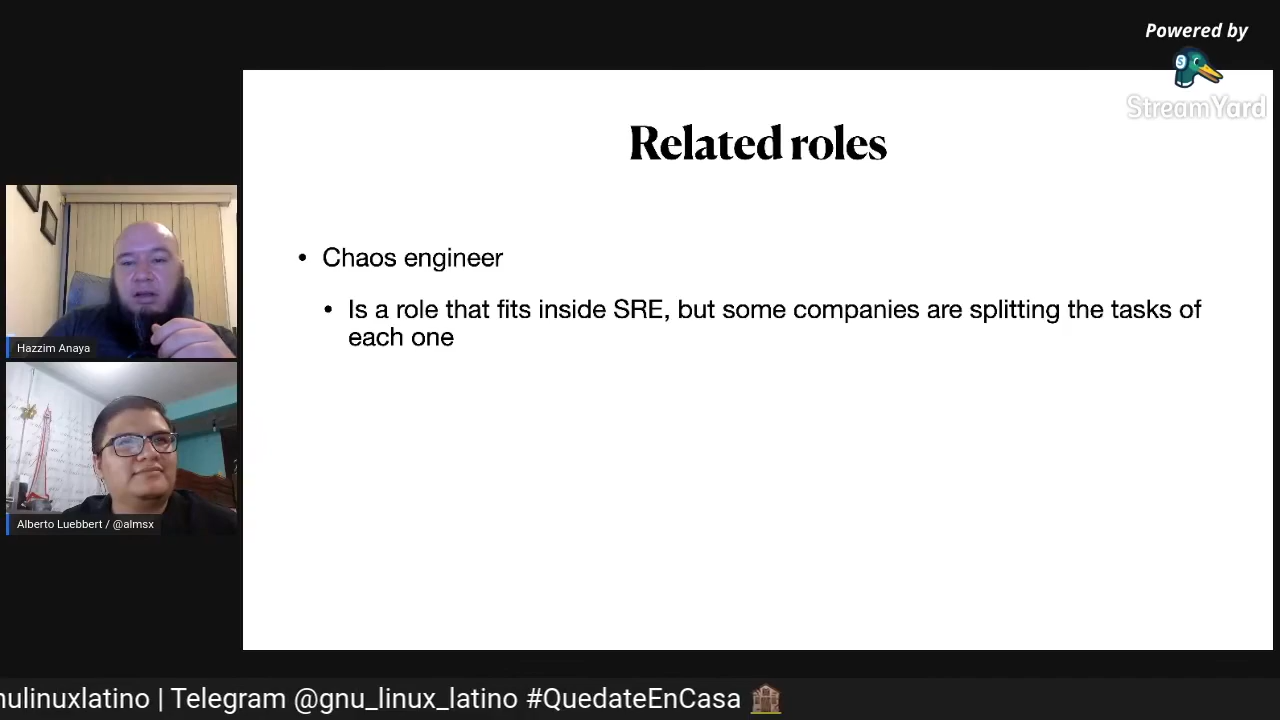 Powered by
StreamYard
Related roles
• Chaos engineer
• Is a role that fits inside SRE, but some companies are splitting the tasks of
each one
Hazzim Anaya
Alberto Luebbert / @almsx
nulinuxlatino | Telegram @gnu_linux_latino #QuedateEnCasa 🏚